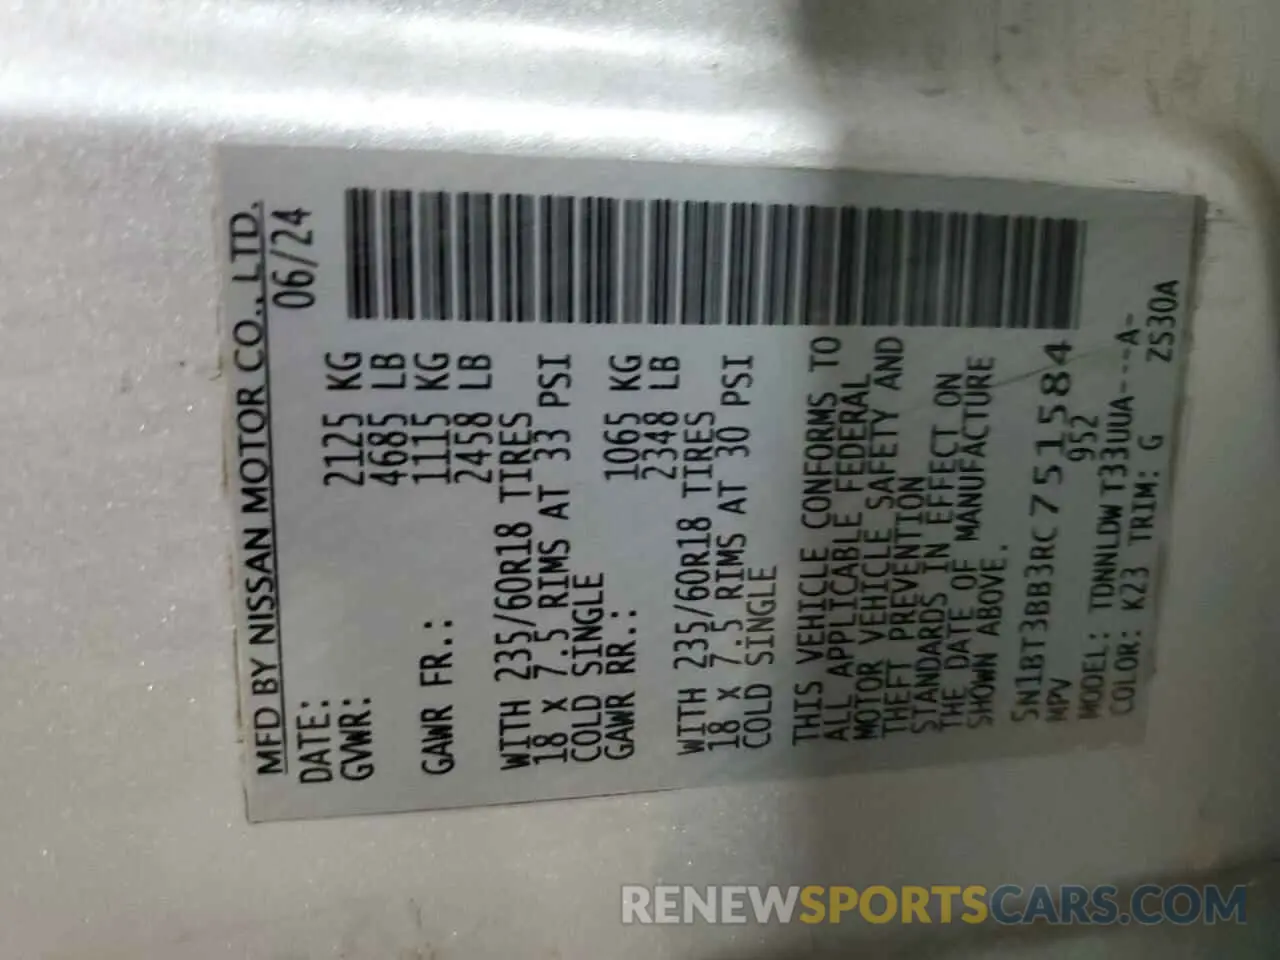 MFD BY NISSAN MOTOR CO., LTD.
DATE: 06/24
GVWR: 2125 KG
4685 LB
GAWR FR.: 1115 KG
2458 LB
WITH 235/60R18 TIRES
18 X 7.5 RIMS AT 33 PSI
COLD SINGLE
GAWR RR.: 1065 KG
2348 LB
WITH 235/60R18 TIRES
18 X 7.5 RIMS AT 30 PSI
COLD SINGLE
THIS VEHICLE CONFORMS TO
ALL APPLICABLE FEDERAL
MOTOR VEHICLE SAFETY AND
THEFT PREVENTION
STANDARDS IN EFFECT ON
THE DATE OF MANUFACTURE
SHOWN ABOVE.
5N1BT3BB3RC751584
MPV 952
MODEL: TDNNLDWT33UUA---A-
COLOR: K23 TRIM: G ZS30A
RENEWSPORTSCARS.COM